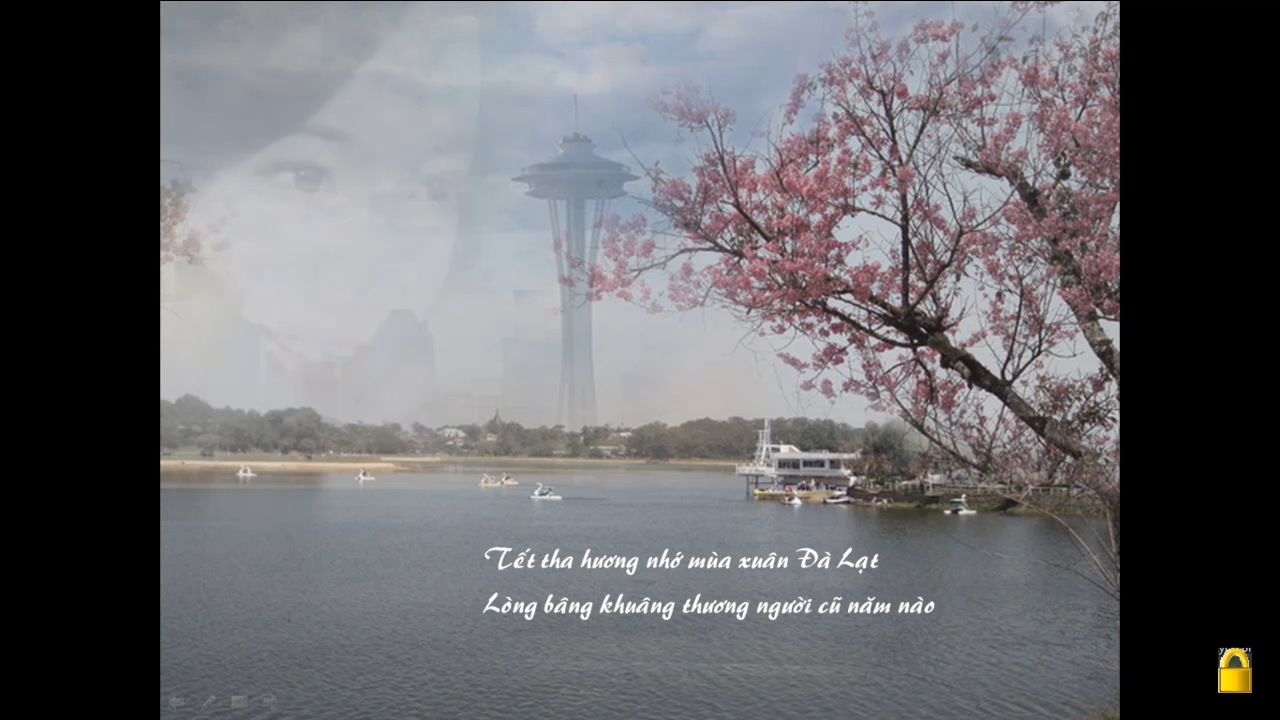 Tết tha hương nhớ mùa xuân Đà Lạt
Lòng bâng khuâng thương người cũ năm nào